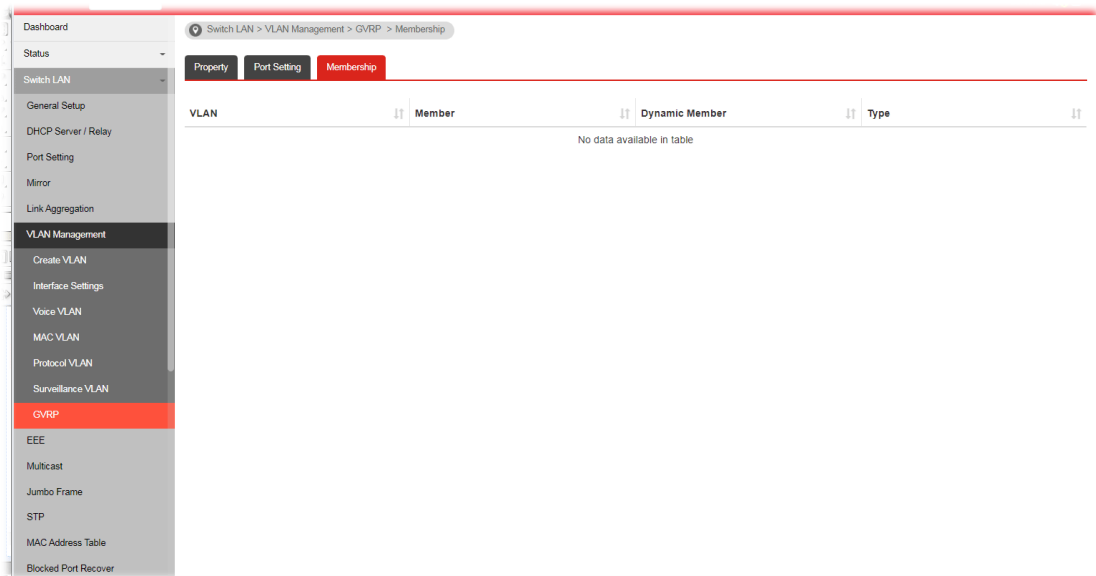 Dashboard
Status
Switch LAN
General Setup
DHCP Server / Relay
Port Setting
Mirror
Link Aggregation
VLAN Management
Create VLAN
Interface Settings
Voice VLAN
MAC VLAN
Protocol VLAN
Surveillance VLAN
GVRP
EEE
Multicast
Jumbo Frame
STP
MAC Address Table
Blocked Port Recover
Switch LAN > VLAN Management > GVRP > Membership
Property Port Setting Membership
VLAN Member Dynamic Member Type
No data available in table